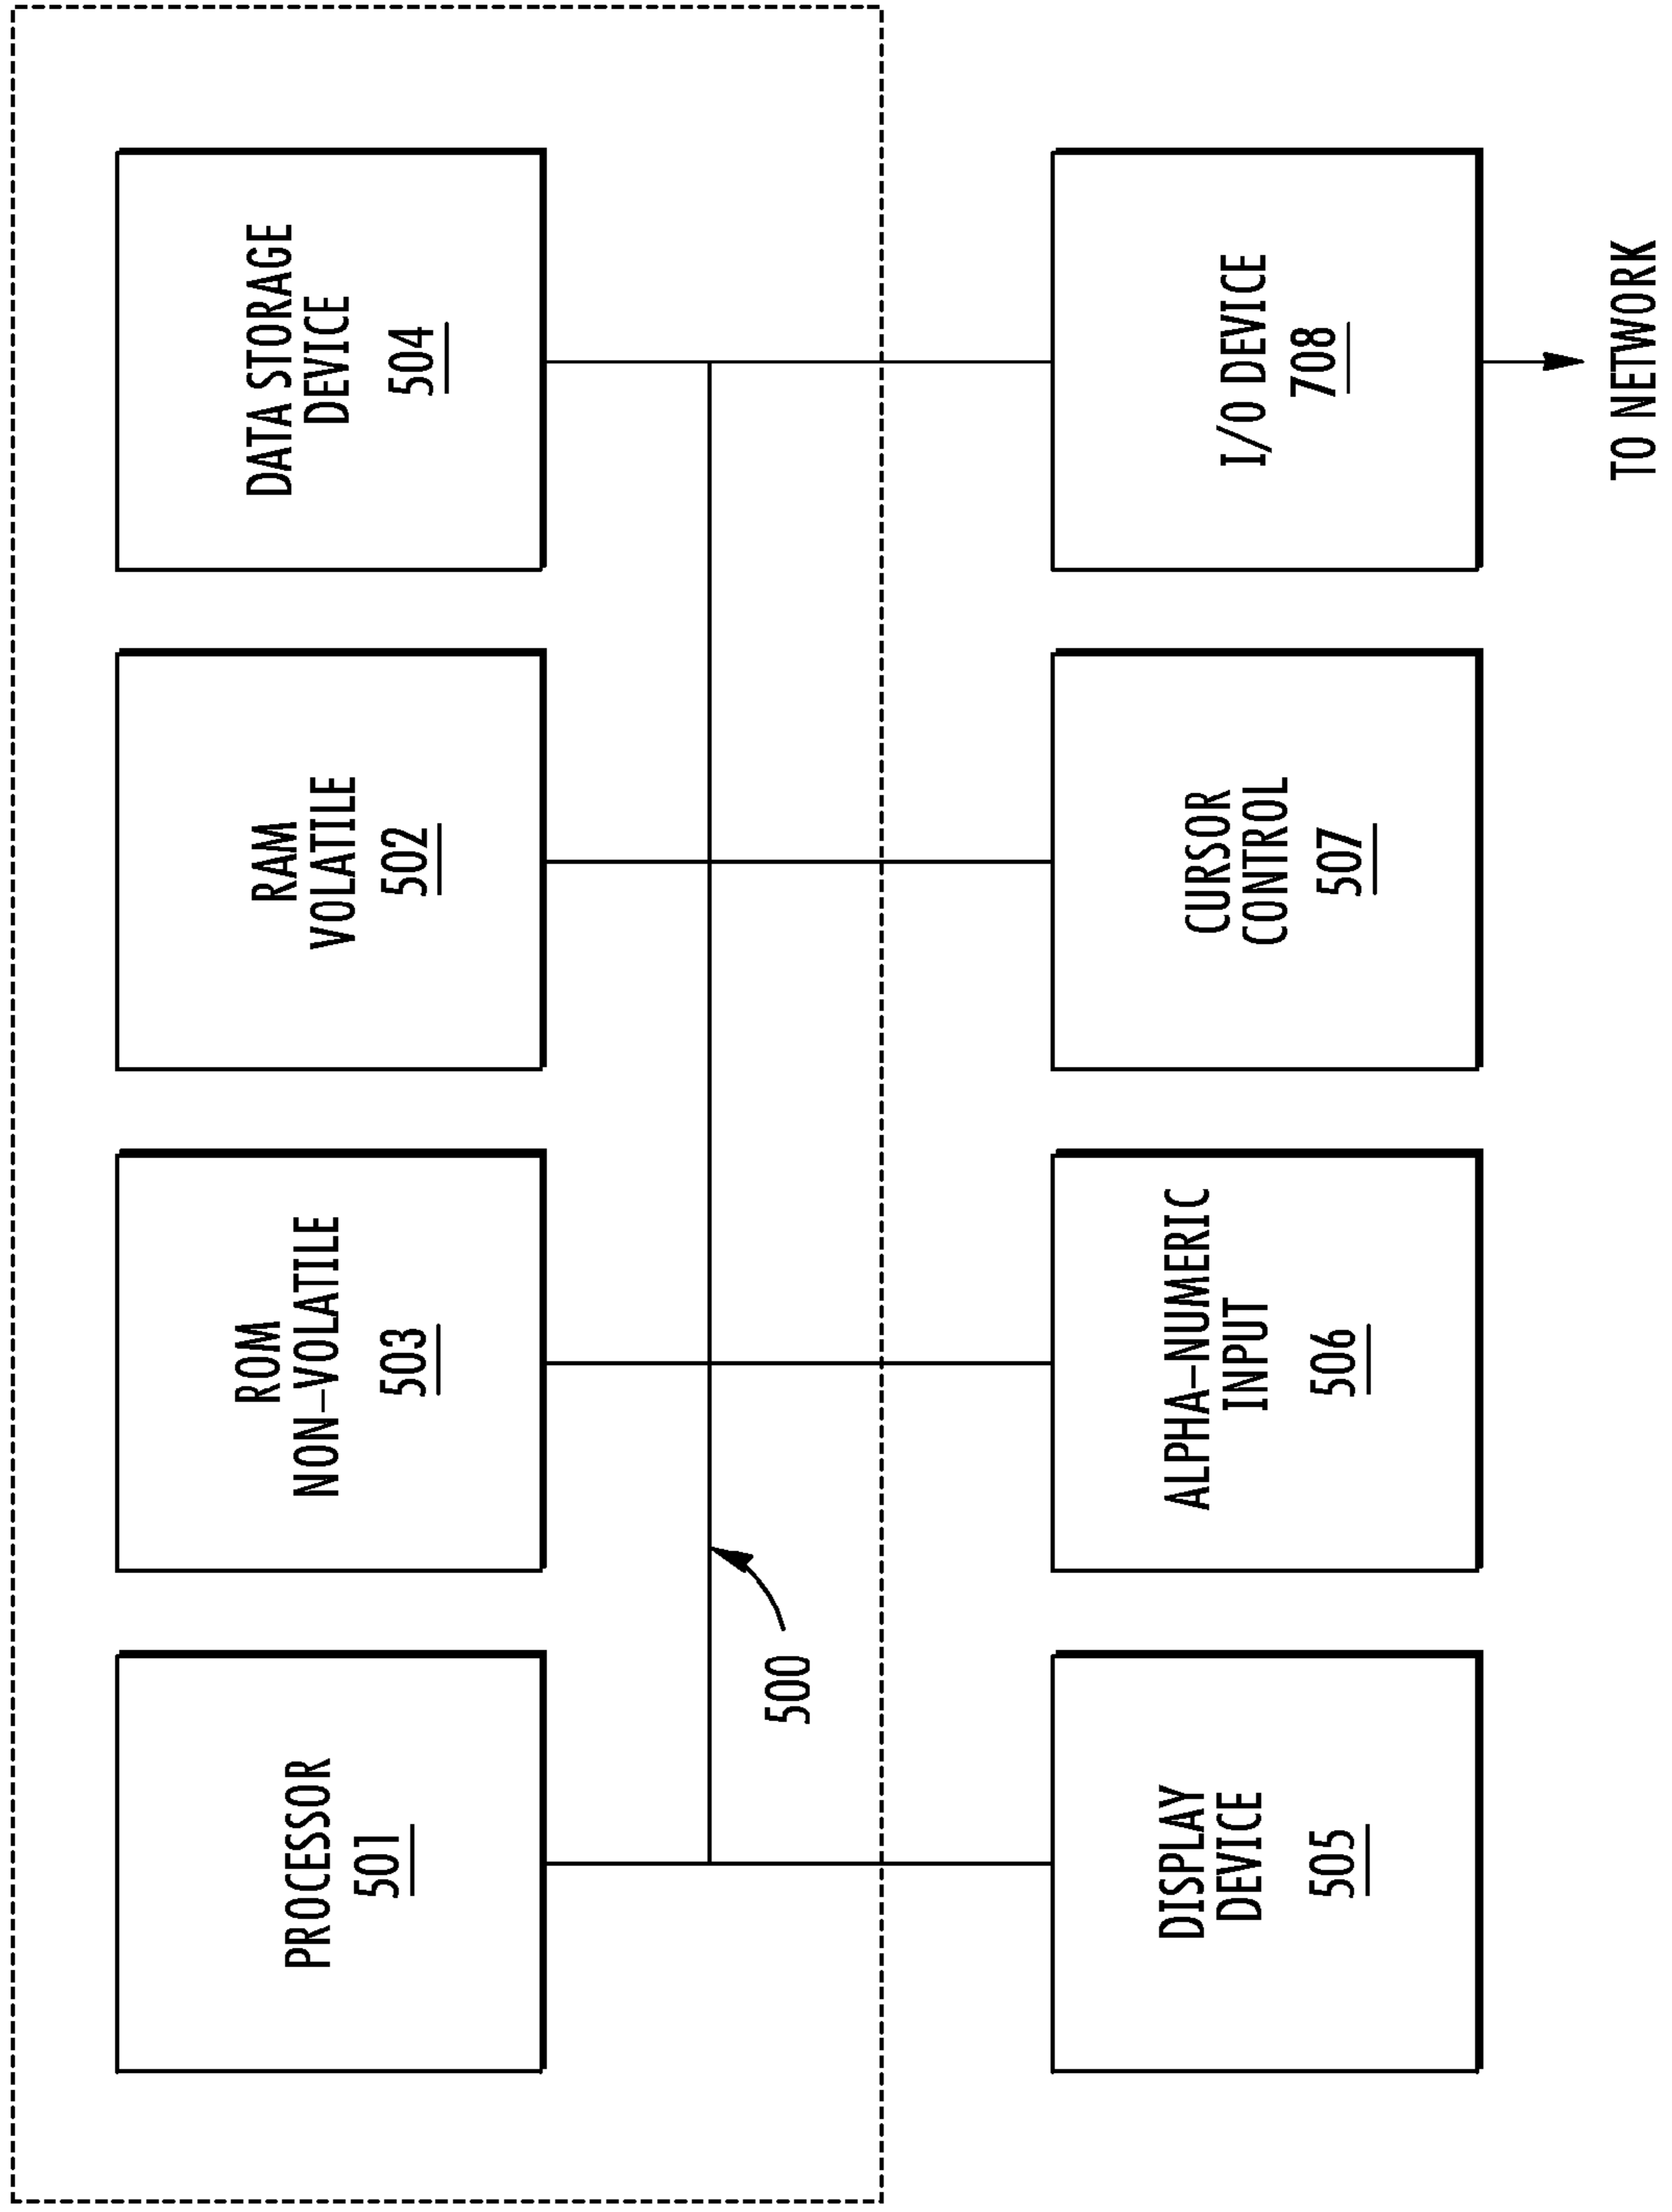 PROCESSOR
501
ROM
NON-VOLATILE
503
RAM
VOLATILE
502
DATA STORAGE
DEVICE
504
500
DISPLAY
DEVICE
505
ALPHA-NUMERIC
INPUT
506
CURSOR
CONTROL
507
I/O DEVICE
708
TO NETWORK